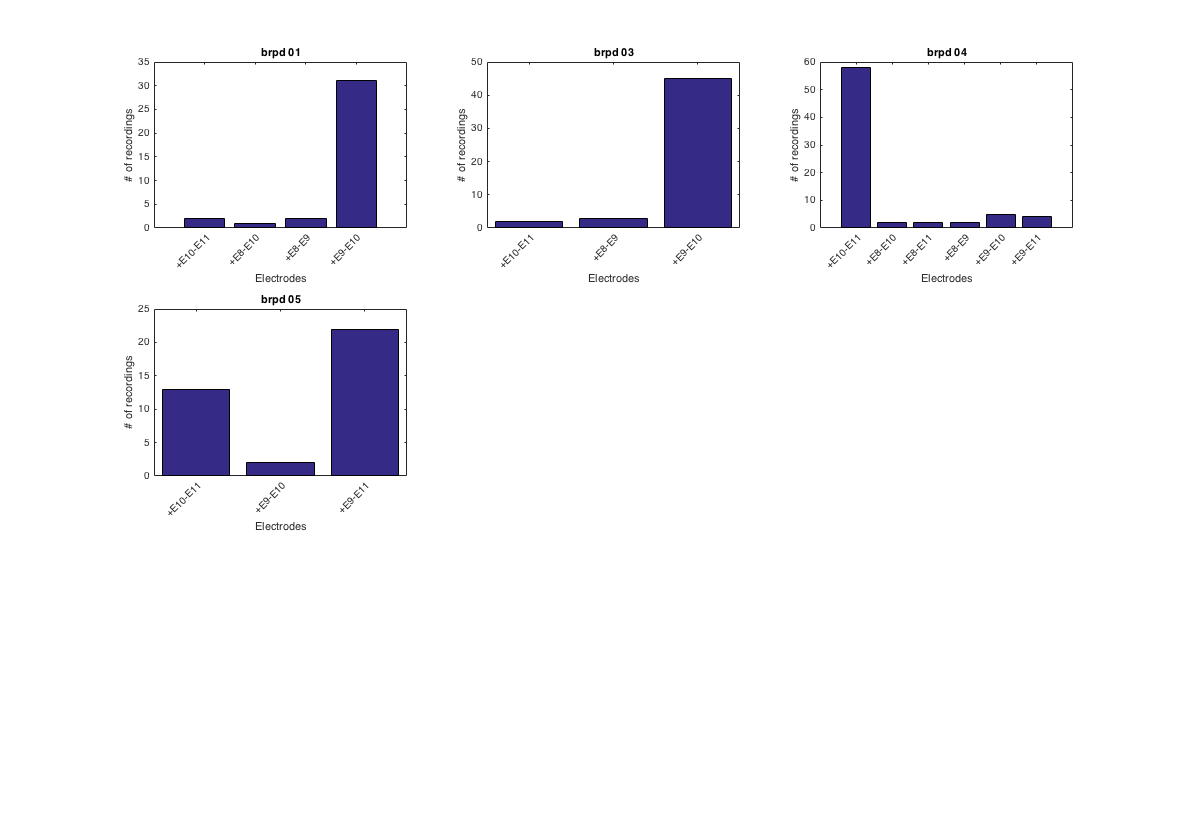 brpd 01
35
30
25
20
15
10
5
0
# of recordings
+E10-E11
+E8-E10
+E8-E9
+E9-E10
Electrodes
brpd 03
50
40
30
20
10
0
# of recordings
+E10-E11
+E8-E9
+E9-E10
Electrodes
brpd 04
60
50
40
30
20
10
0
# of recordings
+E10-E11
+E8-E10
+E8-E11
+E8-E9
+E9-E10
+E9-E11
Electrodes
brpd 05
25
20
15
10
5
0
# of recordings
+E10-E11
+E9-E10
+E9-E11
Electrodes